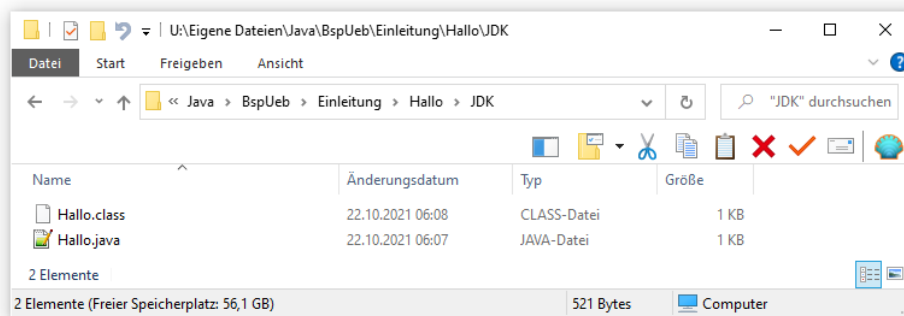 U:\Eigene Dateien\Java\BspUeb\Einleitung\Hallo\JDK
Datei Start Freigeben Ansicht ?
« Java > BspUeb > Einleitung > Hallo > JDK "JDK" durchsuchen
Name Änderungsdatum Typ Größe
Hallo.class 22.10.2021 06:08 CLASS-Datei 1 KB
Hallo.java 22.10.2021 06:07 JAVA-Datei 1 KB
2 Elemente
2 Elemente (Freier Speicherplatz: 56,1 GB) 521 Bytes Computer